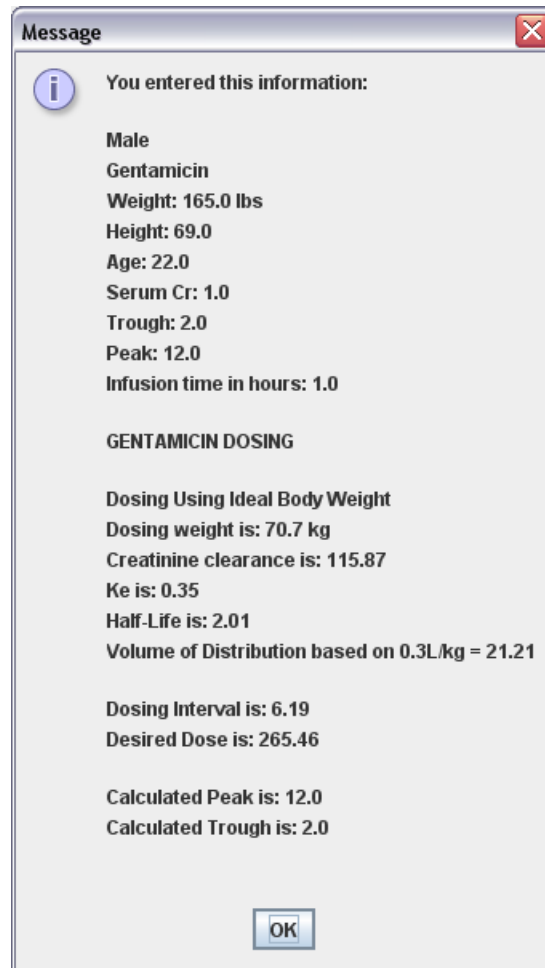 Message
You entered this information:
Male
Gentamicin
Weight: 165.0 lbs
Height: 69.0
Age: 22.0
Serum Cr: 1.0
Trough: 2.0
Peak: 12.0
Infusion time in hours: 1.0
GENTAMICIN DOSING
Dosing Using Ideal Body Weight
Dosing weight is: 70.7 kg
Creatinine clearance is: 115.87
Ke is: 0.35
Half-Life is: 2.01
Volume of Distribution based on 0.3L/kg = 21.21
Dosing Interval is: 6.19
Desired Dose is: 265.46
Calculated Peak is: 12.0
Calculated Trough is: 2.0
OK